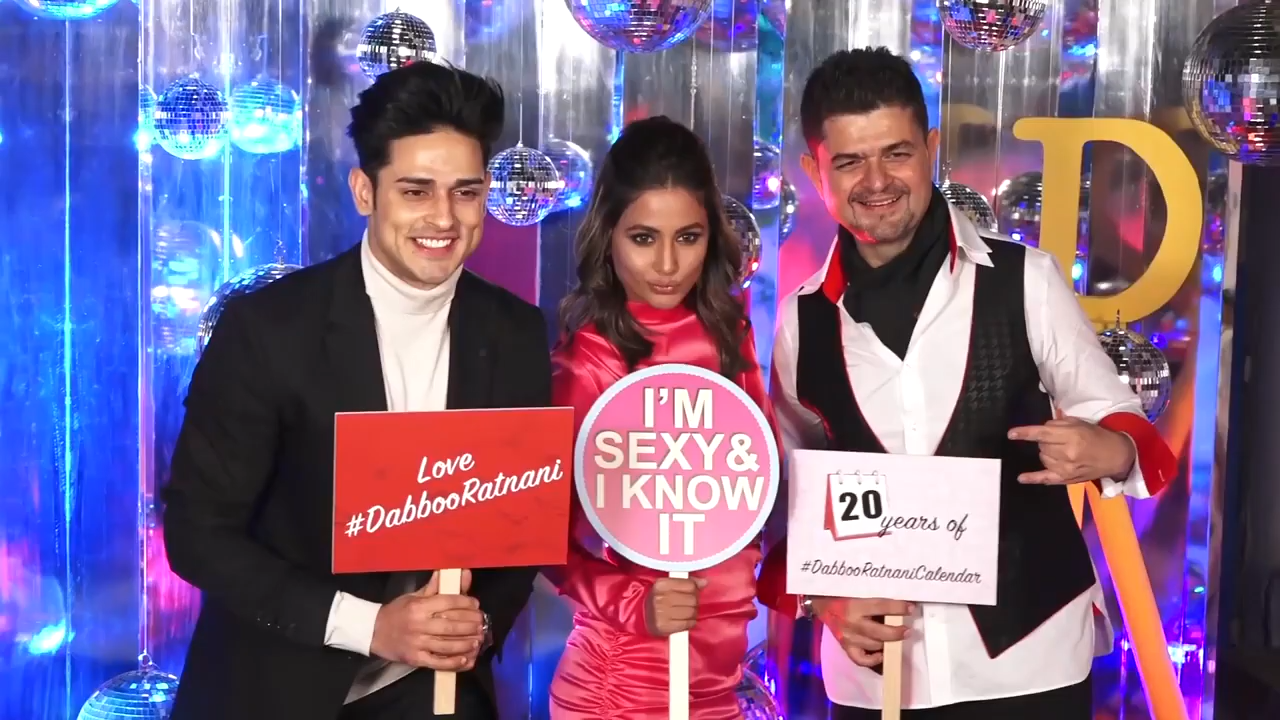 Love
#DabbooRatnani
I'M
SEXY&
I KNOW
IT
20
years of
#DabbooRatnaniCalendar
D